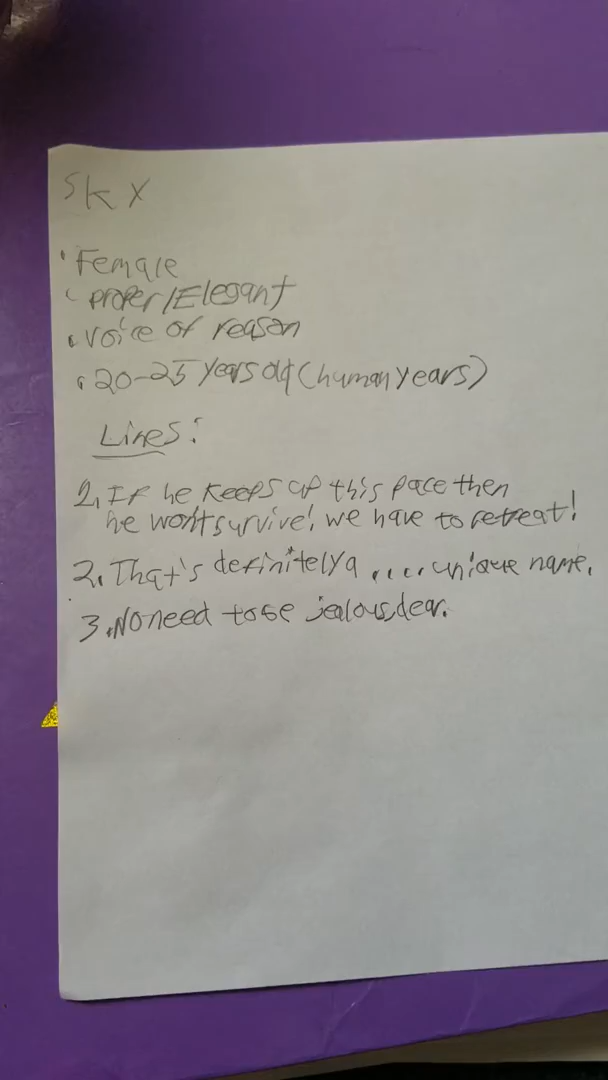 Skx
• Female
• proper/Elegant
• voice of reason
• 20-25 years old (human years)
Lines:
1. If he keeps up this pace then
he wont survive! we have to retreat!
2. That's definitely a .... unique name.
3. No need to be jealous, dear.